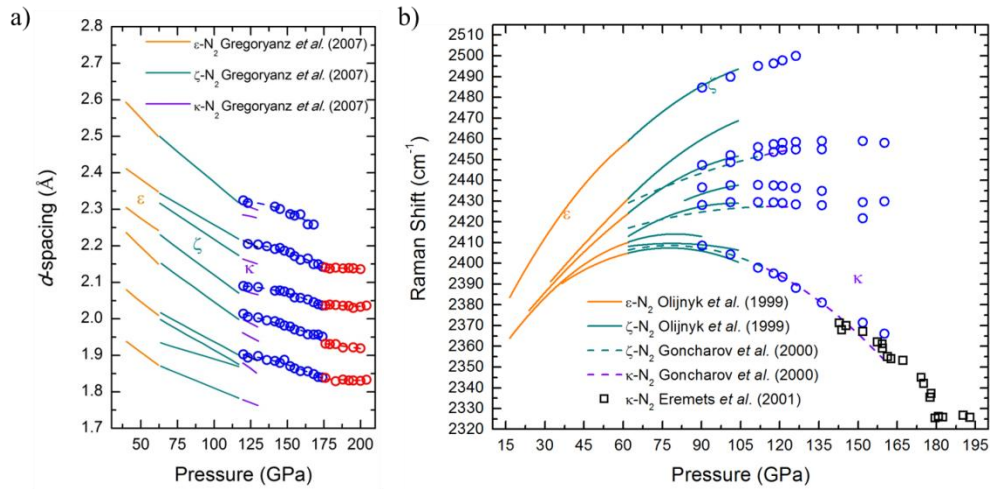 a)
d-spacing (Å)
2.8
2.7
2.6
2.5
2.4
2.3
2.2
2.1
2.0
1.9
1.8
1.7
ε-N2 Gregoryanz et al. (2007)
ζ-N2 Gregoryanz et al. (2007)
κ-N2 Gregoryanz et al. (2007)
ε
ζ
κ
50 75 100 125 150 175 200
Pressure (GPa)
b)
Raman Shift (cm-1)
2510
2500
2490
2480
2470
2460
2450
2440
2430
2420
2410
2400
2390
2380
2370
2360
2350
2340
2330
2320
ζ
ε
κ
ε-N2 Olijnyk et al. (1999)
ζ-N2 Olijnyk et al. (1999)
ζ-N2 Goncharov et al. (2000)
κ-N2 Goncharov et al. (2000)
κ-N2 Eremets et al. (2001)
15 30 45 60 75 90 105 120 135 150 165 180 195
Pressure (GPa)